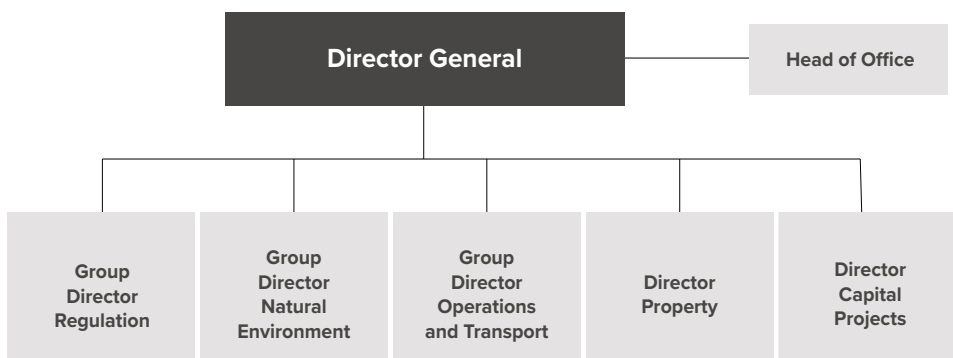 Director General
Head of Office
Group
Director
Regulation
Group
Director
Natural
Environment
Group
Director
Operations
and Transport
Director
Property
Director
Capital
Projects